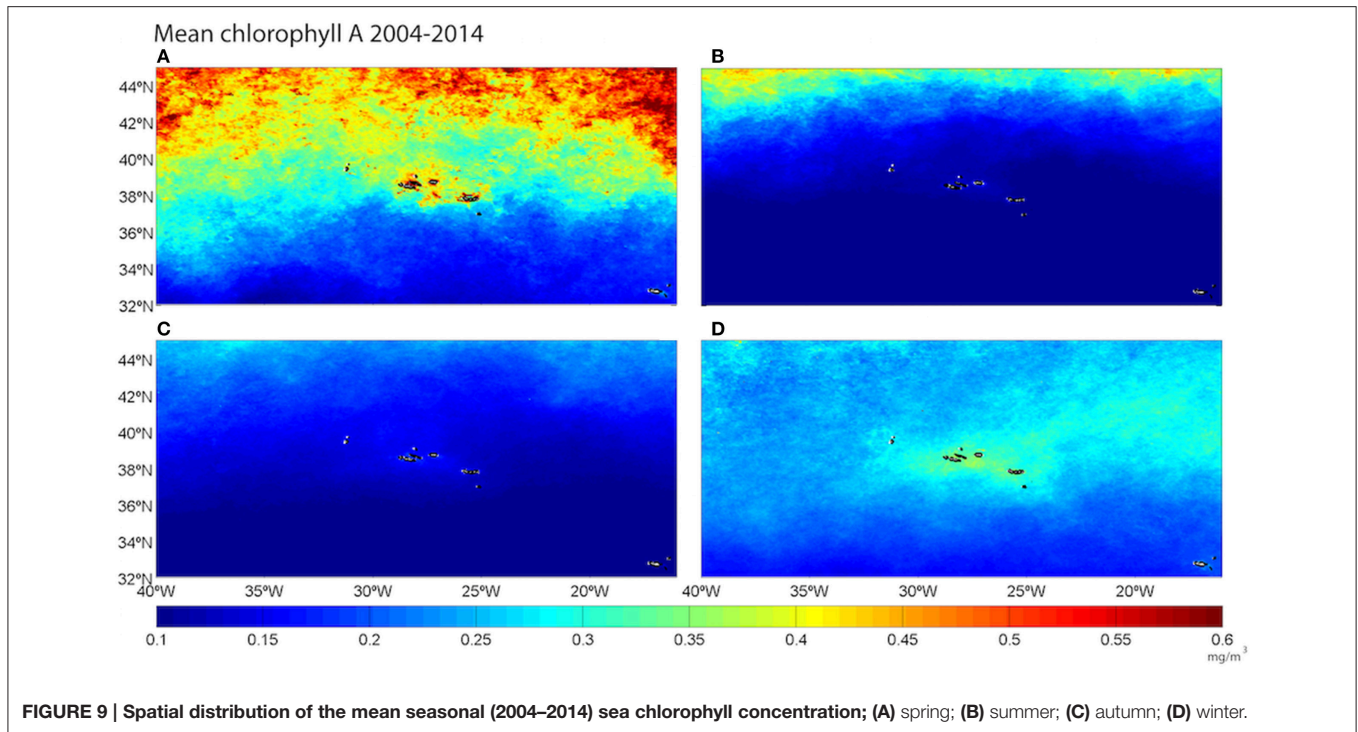 Mean chlorophyll A 2004-2014
A
B
44ºN
42ºN
40ºN
38ºN
36ºN
34ºN
32ºN
C
D
44ºN
42ºN
40ºN
38ºN
36ºN
34ºN
32ºN
40ºW 35ºW 30ºW 25ºW 20ºW 35ºW 30ºW 25ºW 20ºW
0.1 0.15 0.2 0.25 0.3 0.35 0.4 0.45 0.5 0.55 0.6
mg/m³
FIGURE 9 | Spatial distribution of the mean seasonal (2004–2014) sea chlorophyll concentration; (A) spring; (B) summer; (C) autumn; (D) winter.